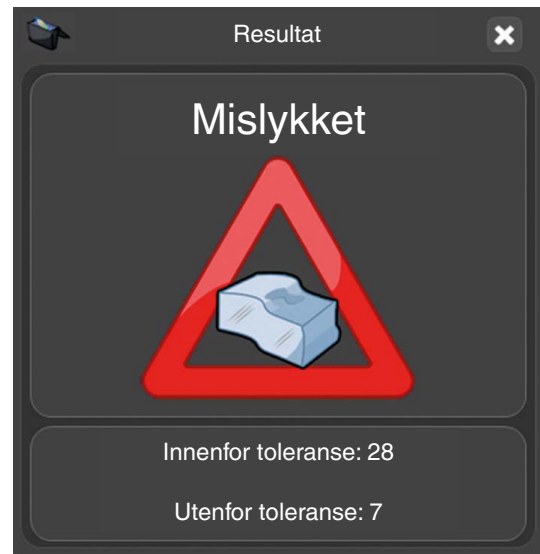 Resultat
Mislykket
Innenfor toleranse: 28
Utenfor toleranse: 7